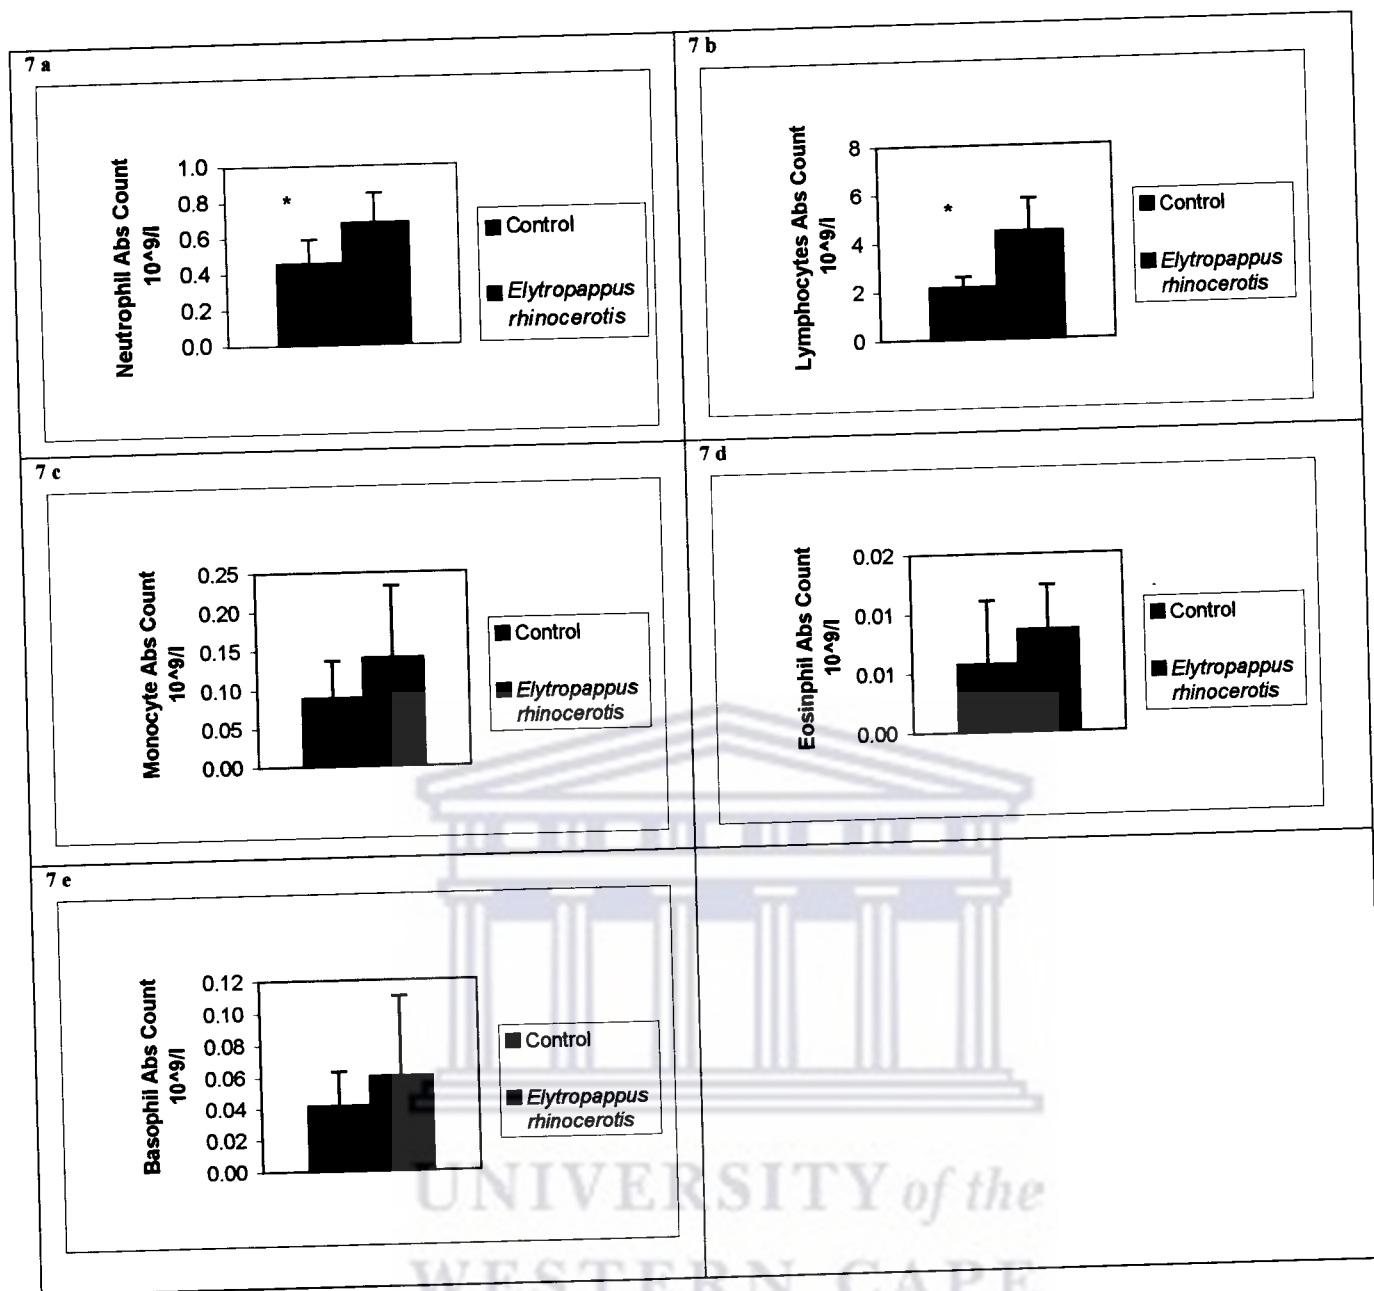 7 a
Neutrophil Abs Count
10^9/l
1.0
0.8
0.6
0.4
0.2
0.0
*
Control
Elytropappus
rhinocerotis
7 b
Lymphocytes Abs Count
10^9/l
8
6
4
2
0
*
Control
Elytropappus
rhinocerotis
7 c
Monocyte Abs Count
10^9/l
0.25
0.20
0.15
0.10
0.05
0.00
Control
Elytropappus
rhinocerotis
7 d
Eosinphil Abs Count
10^9/l
0.02
0.01
0.01
0.00
Control
Elytropappus
rhinocerotis
7 e
Basophil Abs Count
10^9/l
0.12
0.10
0.08
0.06
0.04
0.02
0.00
Control
Elytropappus
rhinocerotis
UNIVERSITY of the
WESTERN CAPE